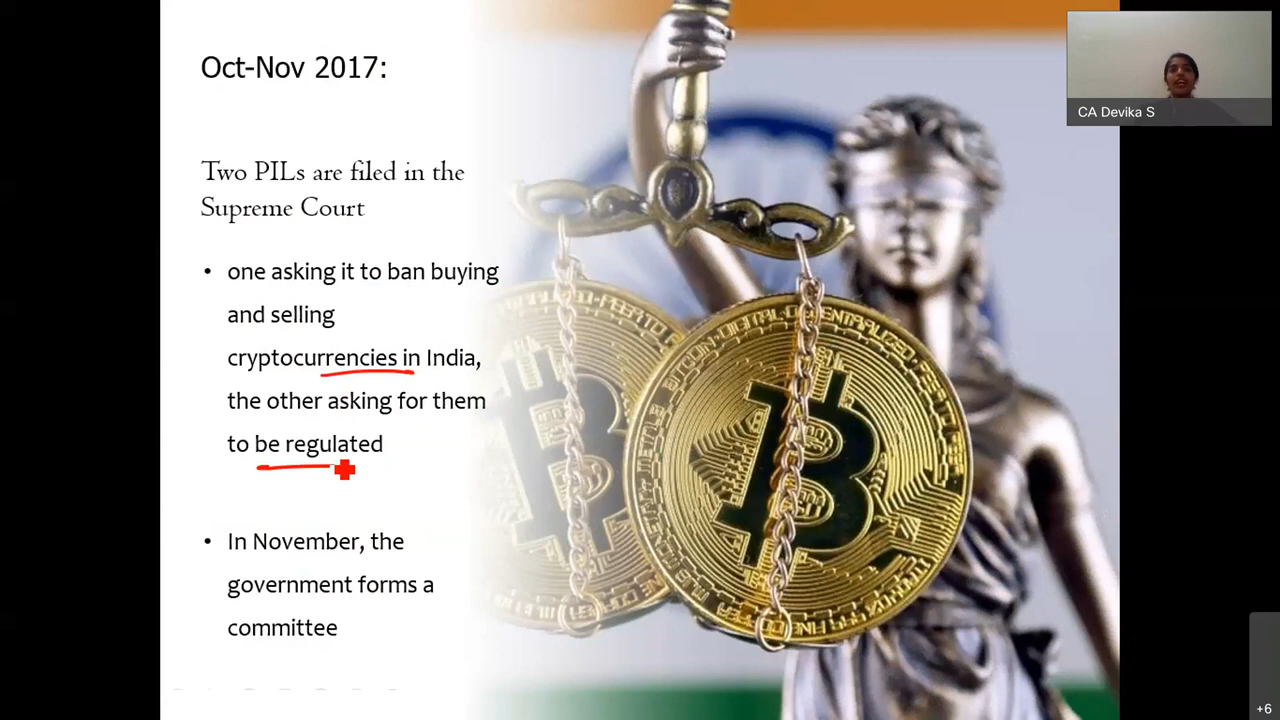 Oct-Nov 2017:
Two PILs are filed in the
Supreme Court
• one asking it to ban buying
and selling
cryptocurrencies in India,
the other asking for them
to be regulated
• In November, the
government forms a
committee
CA Devika S
+6